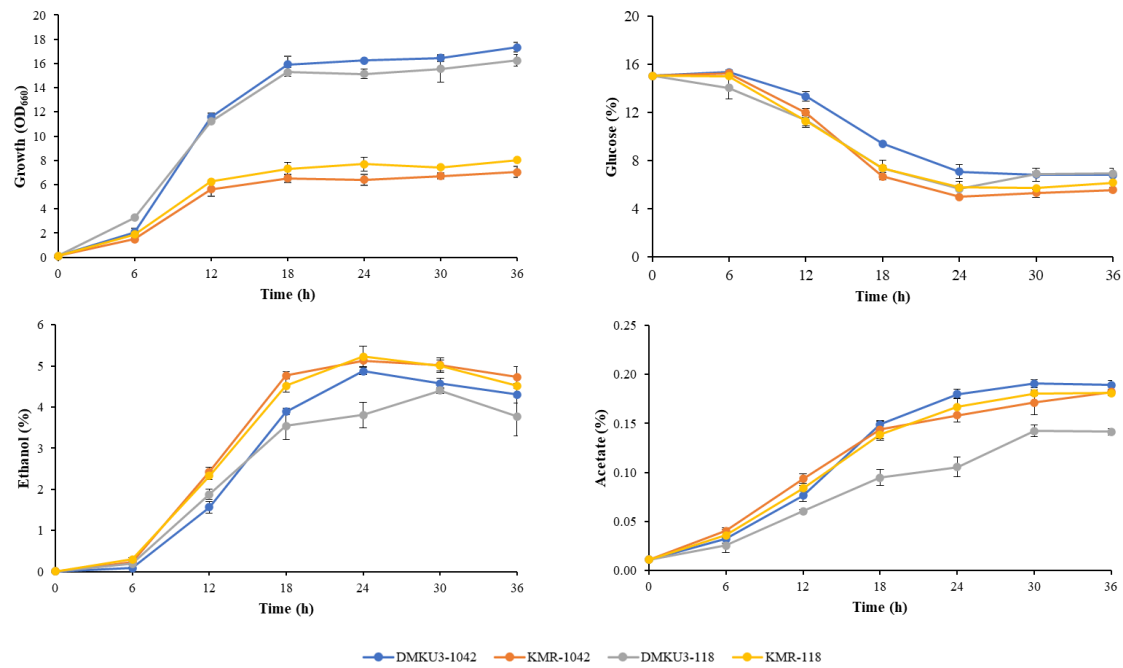 20
18
16
14
12
10
8
6
4
2
0
Growth (OD660)
0 6 12 18 24 30 36
Time (h)
20
16
12
8
4
0
Glucose (%)
0 6 12 18 24 30 36
Time (h)
6
5
4
3
2
1
0
Ethanol (%)
0 6 12 18 24 30 36
Time (h)
0.25
0.20
0.15
0.10
0.05
0.00
Acetate (%)
0 6 12 18 24 30 36
Time (h)
DMKU3-1042 KMR-1042 DMKU3-118 KMR-118